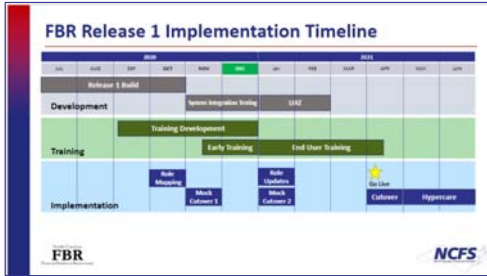 FBR Release 1 Implementation Timeline
2020 2021
JUL AUG SEP OCT NOV DEC JAN FEB MAR APR MAY JUN
Release 1 Build
System Integration Testing
Development
Training Development
Early Training End User Training
Training
Role Mapping
Role Updates
Go Live
Mock Cutover 1
Mock Cutover 2
Cutover Hypercare
Implementation
FBR
NCFS